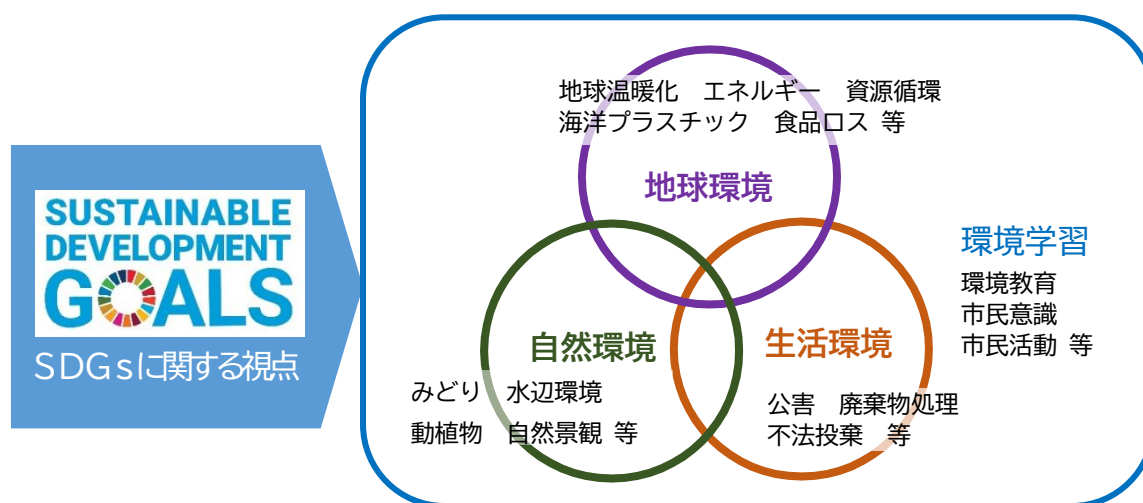 SUSTAINABLE
DEVELOPMENT
GOALS
SDGsに関する視点
地球温暖化　エネルギー　資源循環
海洋プラスチック　食品ロス 等
地球環境
自然環境
みどり　水辺環境
動植物　自然景観 等
生活環境
公害　廃棄物処理
不法投棄　等
環境学習
環境教育
市民意識
市民活動 等